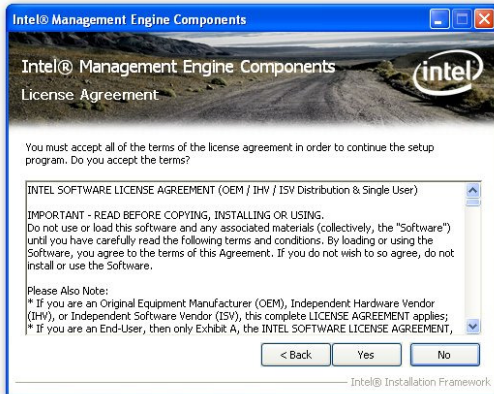 Intel® Management Engine Components
Intel® Management Engine Components
License Agreement
intel
You must accept all of the terms of the license agreement in order to continue the setup
program. Do you accept the terms?
INTEL SOFTWARE LICENSE AGREEMENT (OEM / IHV / ISV Distribution & Single User)
IMPORTANT - READ BEFORE COPYING, INSTALLING OR USING.
Do not use or load this software and any associated materials (collectively, the "Software")
until you have carefully read the following terms and conditions. By loading or using the
Software, you agree to the terms of this Agreement. If you do not wish to so agree, do not
install or use the Software.
Please Also Note:
* If you are an Original Equipment Manufacturer (OEM), Independent Hardware Vendor
(IHV), or Independent Software Vendor (ISV), this complete LICENSE AGREEMENT applies;
* If you are an End-User, then only Exhibit A, the INTEL SOFTWARE LICENSE AGREEMENT,
< Back Yes No
Intel® Installation Framework